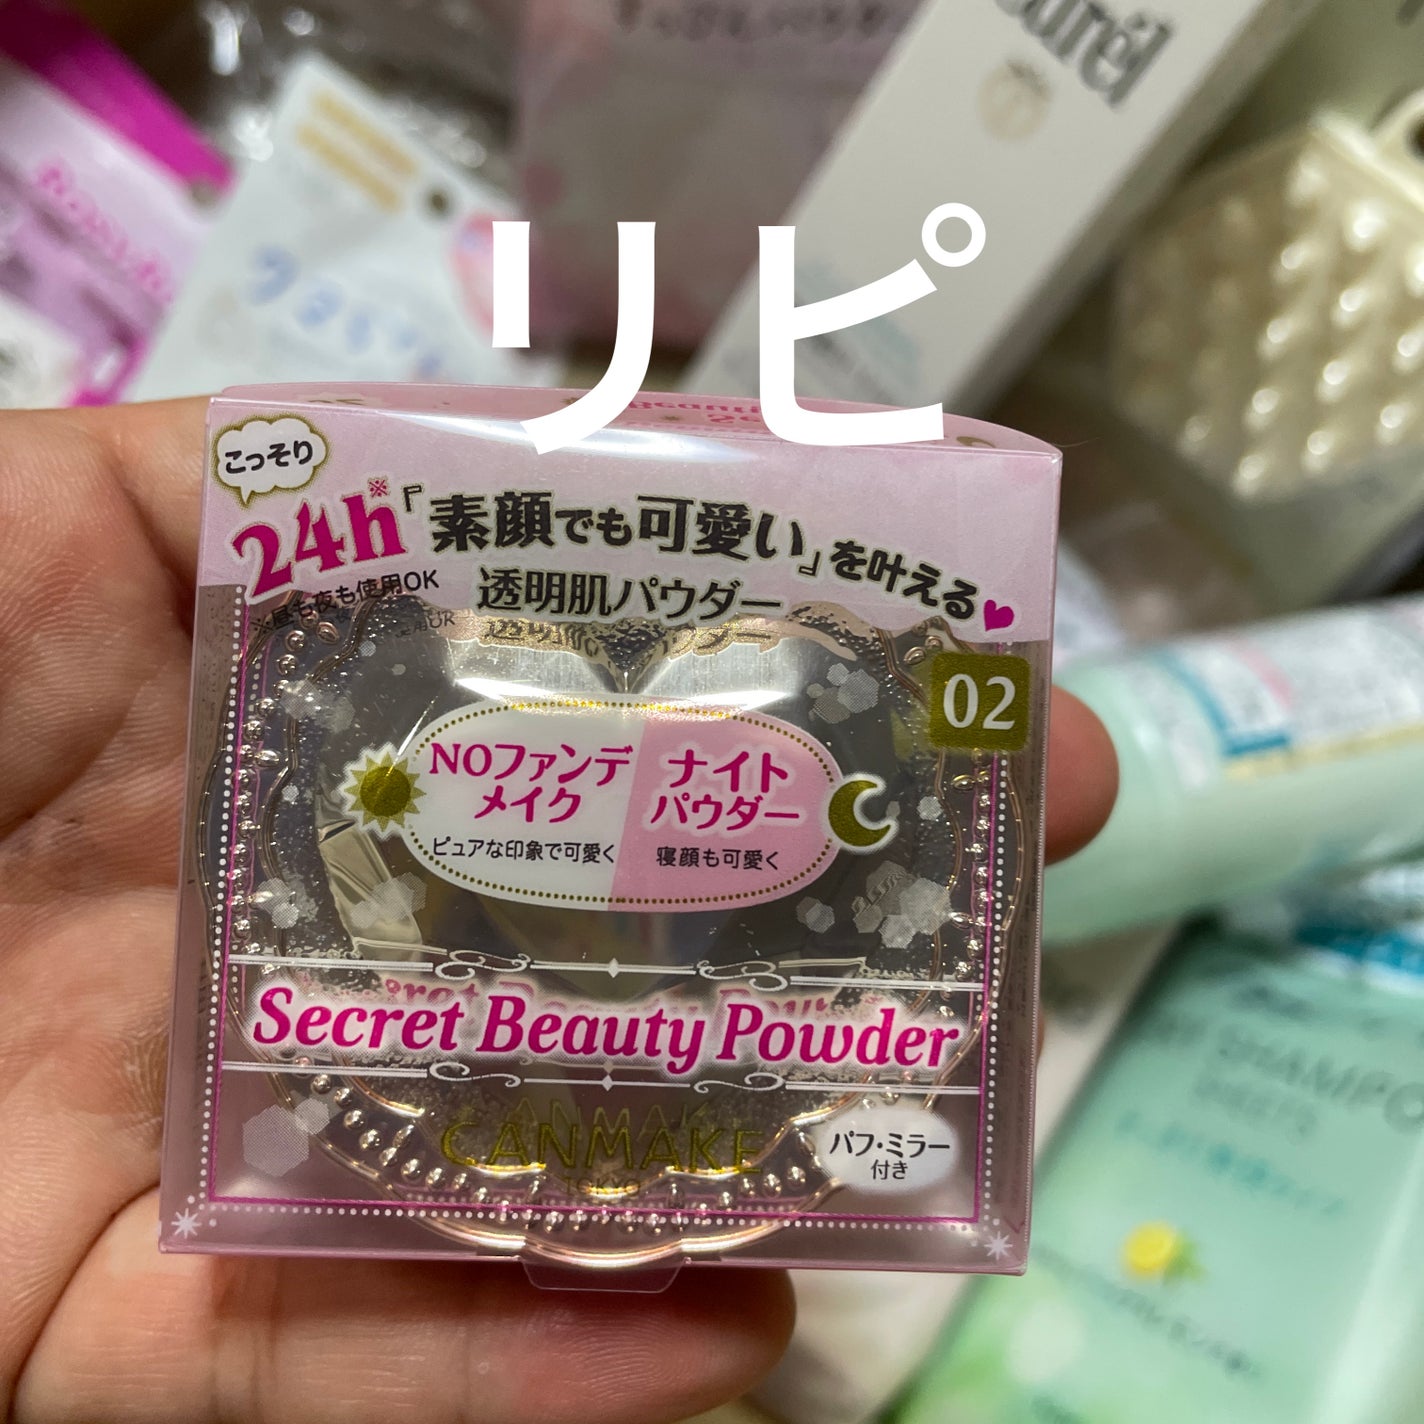 curél
リピ
こっそり
24h※『素顔でも可愛い』を叶える
※昼も夜も使用OK
透明肌パウダー
02
NOファンデ
メイク
ピュアな印象で可愛く
ナイト
パウダー
寝顔も可愛く
Secret Beauty Powder
CANMAKE
TOKYO
パフ・ミラー
付き
SHAMPO